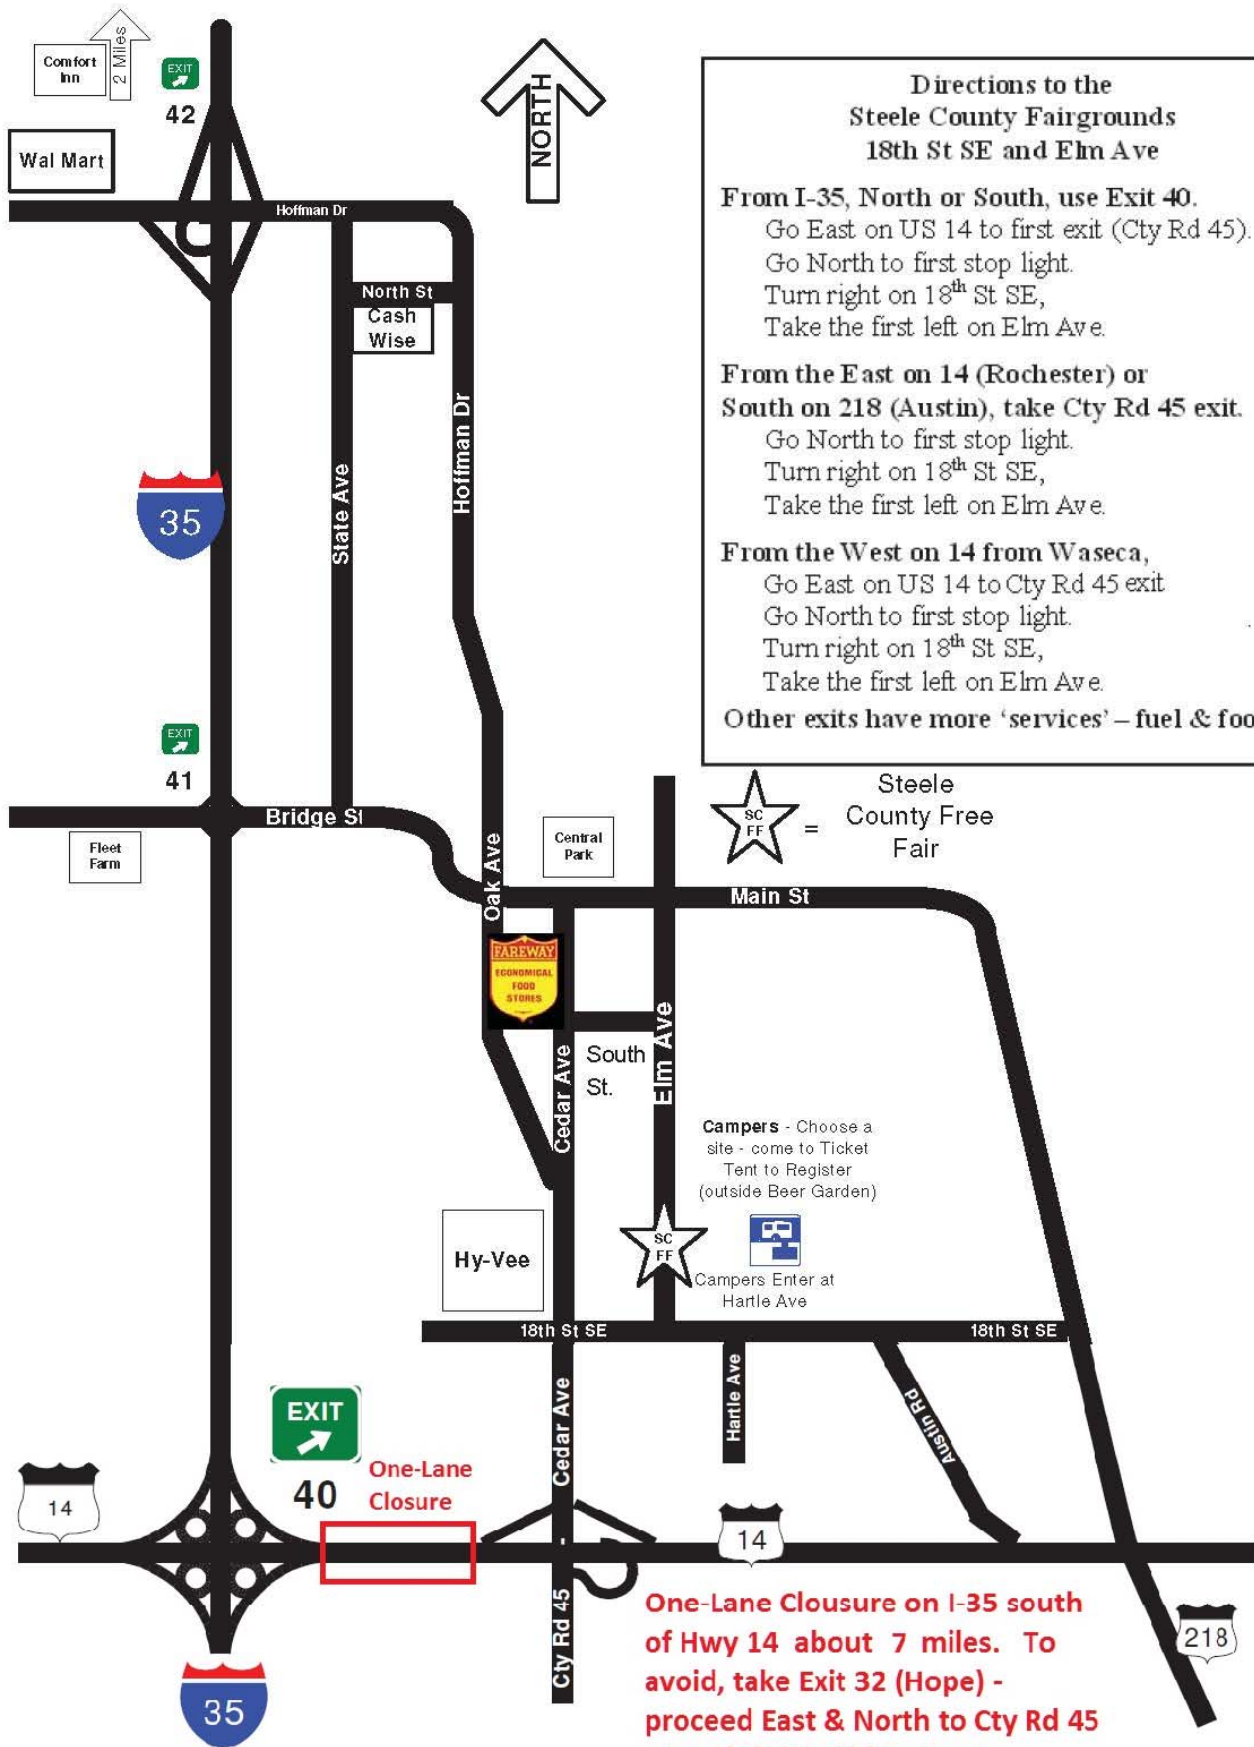 Comfort
Inn
2 Miles
EXIT
42
Wal Mart
NORTH
Hoffman Dr
North St
Cash
Wise
State Ave
Hoffman Dr
35
Directions to the
Steele County Fairgrounds
18th St SE and Elm Ave
From I-35, North or South, use Exit 40.
Go East on US 14 to first exit (Cty Rd 45).
Go North to first stop light.
Turn right on 18th St SE,
Take the first left on Elm Ave.
From the East on 14 (Rochester) or
South on 218 (Austin), take Cty Rd 45 exit.
Go North to first stop light.
Turn right on 18th St SE,
Take the first left on Elm Ave.
From the West on 14 from Waseca,
Go East on US 14 to Cty Rd 45 exit
Go North to first stop light.
Turn right on 18th St SE,
Take the first left on Elm Ave.
Other exits have more ‘services’ – fuel & foo
SC
FF
=
Steele
County Free
Fair
EXIT
41
Bridge St
Fleet
Farm
Central
Park
Oak Ave
Main St
FAREWAY
ECONOMICAL
FOOD
STORES
Cedar Ave
South
St.
Elm Ave
Campers - Choose a
site - come to Ticket
Tent to Register
(outside Beer Garden)
SC
FF
Campers Enter at
Hartle Ave
Hy-Vee
18th St SE
18th St SE
Hartle Ave
Austin Rd
EXIT
40
One-Lane
Closure
14
Cty Rd 45 - Cedar Ave
14
218
35
One-Lane Clousure on I-35 south
of Hwy 14 about 7 miles. To
avoid, take Exit 32 (Hope) -
proceed East & North to Cty Rd 45